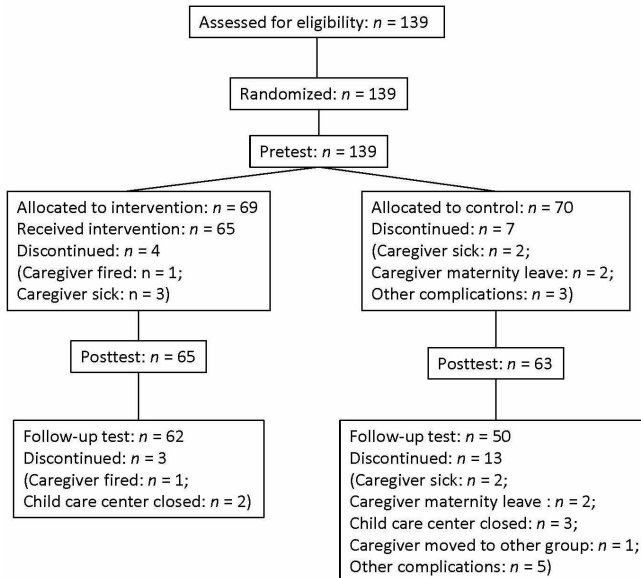 Assessed for eligibility: n = 139
Randomized: n = 139
Pretest: n = 139
Allocated to intervention: n = 69
Received intervention: n = 65
Discontinued: n = 4
(Caregiver fired: n = 1;
Caregiver sick: n = 3)
Allocated to control: n = 70
Discontinued: n = 7
(Caregiver sick: n = 2;
Caregiver maternity leave: n = 2;
Other complications: n = 3)
Posttest: n = 65
Posttest: n = 63
Follow-up test: n = 62
Discontinued: n = 3
(Caregiver fired: n = 1;
Child care center closed: n = 2)
Follow-up test: n = 50
Discontinued: n = 13
(Caregiver sick: n = 2;
Caregiver maternity leave : n = 2;
Child care center closed: n = 3;
Caregiver moved to other group: n = 1;
Other complications: n = 5)